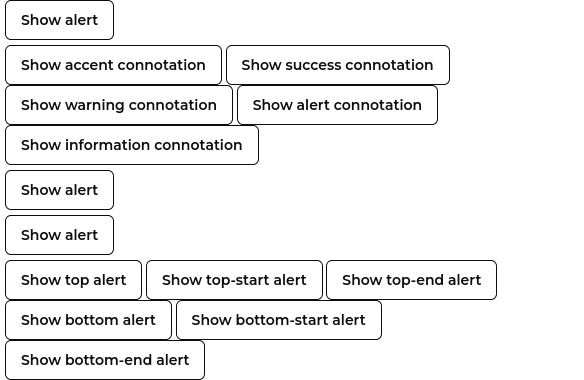 Show alert
Show accent connotation Show success connotation
Show warning connotation Show alert connotation
Show information connotation
Show alert
Show alert
Show top alert Show top-start alert Show top-end alert
Show bottom alert Show bottom-start alert
Show bottom-end alert